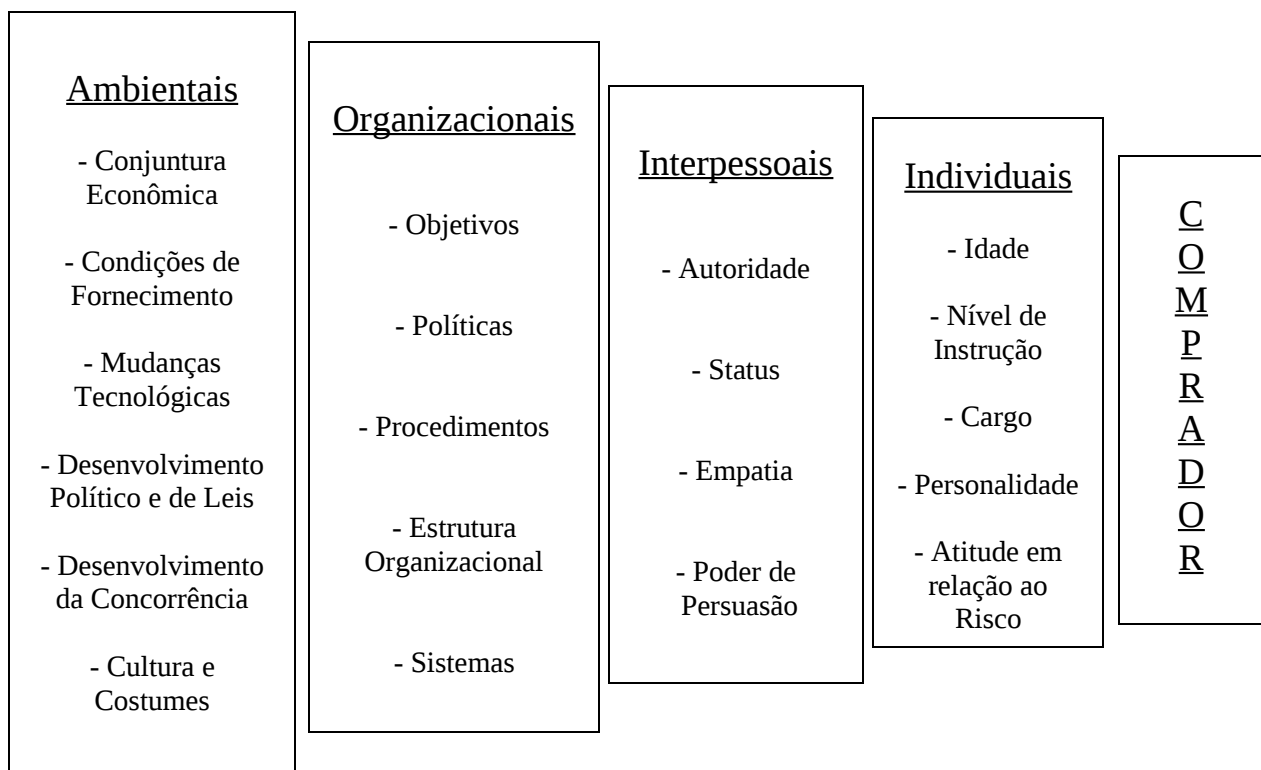 Ambientais
- Conjuntura
Econômica
- Condições de
Fornecimento
- Mudanças
Tecnológicas
- Desenvolvimento
Político e de Leis
- Desenvolvimento
da Concorrência
- Cultura e
Costumes
Organizacionais
- Objetivos
- Políticas
- Procedimentos
- Estrutura
Organizacional
- Sistemas
Interpessoais
- Autoridade
- Status
- Empatia
- Poder de
Persuasão
Individuais
- Idade
- Nível de
Instrução
- Cargo
- Personalidade
- Atitude em
relação ao
Risco
C
O
M
P
R
A
D
O
R